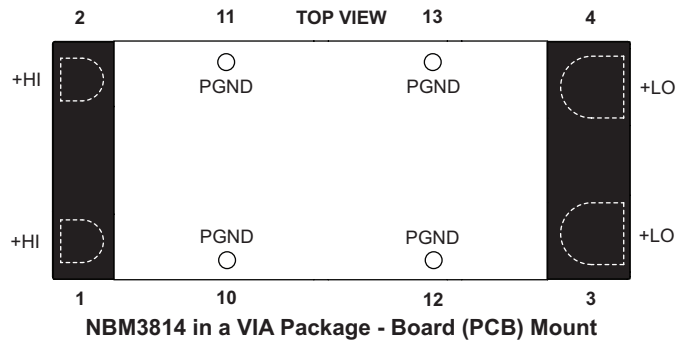 2 11 TOP VIEW 13 4
+HI PGND PGND +LO
+HI PGND PGND +LO
1 10 12 3
NBM3814 in a VIA Package - Board (PCB) Mount